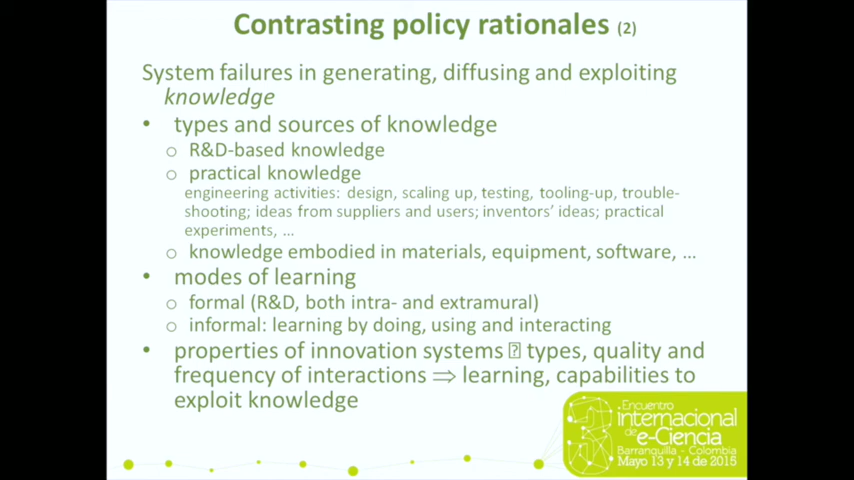 Contrasting policy rationales (2)
System failures in generating, diffusing and exploiting
knowledge
• types and sources of knowledge
o R&D-based knowledge
o practical knowledge
engineering activities: design, scaling up, testing, tooling-up, trouble-
shooting; ideas from suppliers and users; inventors' ideas; practical
experiments, ...
o knowledge embodied in materials, equipment, software, ...
• modes of learning
o formal (R&D, both intra- and extramural)
o informal: learning by doing, using and interacting
• properties of innovation systems ⍰ types, quality and
frequency of interactions ⇒ learning, capabilities to
exploit knowledge
3
Encuentro
internacional
de e-Ciencia
Barranquilla - Colombia
Mayo 13 y 14 de 2015